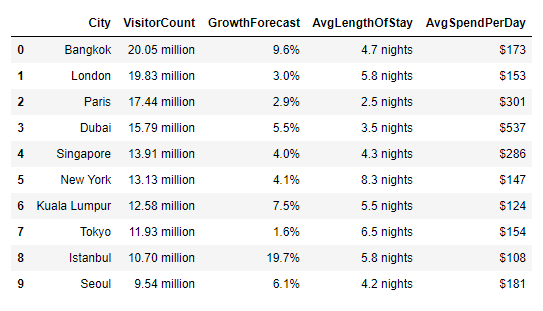 City VisitorCount GrowthForecast AvgLengthOfStay AvgSpendPerDay
0 Bangkok 20.05 million 9.6% 4.7 nights $173
1 London 19.83 million 3.0% 5.8 nights $153
2 Paris 17.44 million 2.9% 2.5 nights $301
3 Dubai 15.79 million 5.5% 3.5 nights $537
4 Singapore 13.91 million 4.0% 4.3 nights $286
5 New York 13.13 million 4.1% 8.3 nights $147
6 Kuala Lumpur 12.58 million 7.5% 5.5 nights $124
7 Tokyo 11.93 million 1.6% 6.5 nights $154
8 Istanbul 10.70 million 19.7% 5.8 nights $108
9 Seoul 9.54 million 6.1% 4.2 nights $181